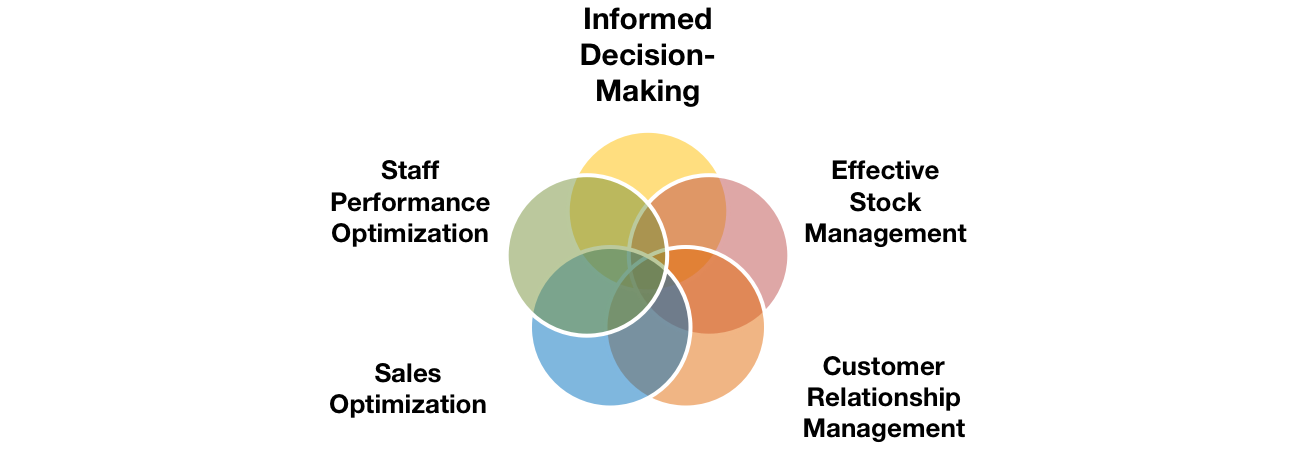 Informed
Decision-
Making
Staff
Performance
Optimization
Effective
Stock
Management
Sales
Optimization
Customer
Relationship
Management